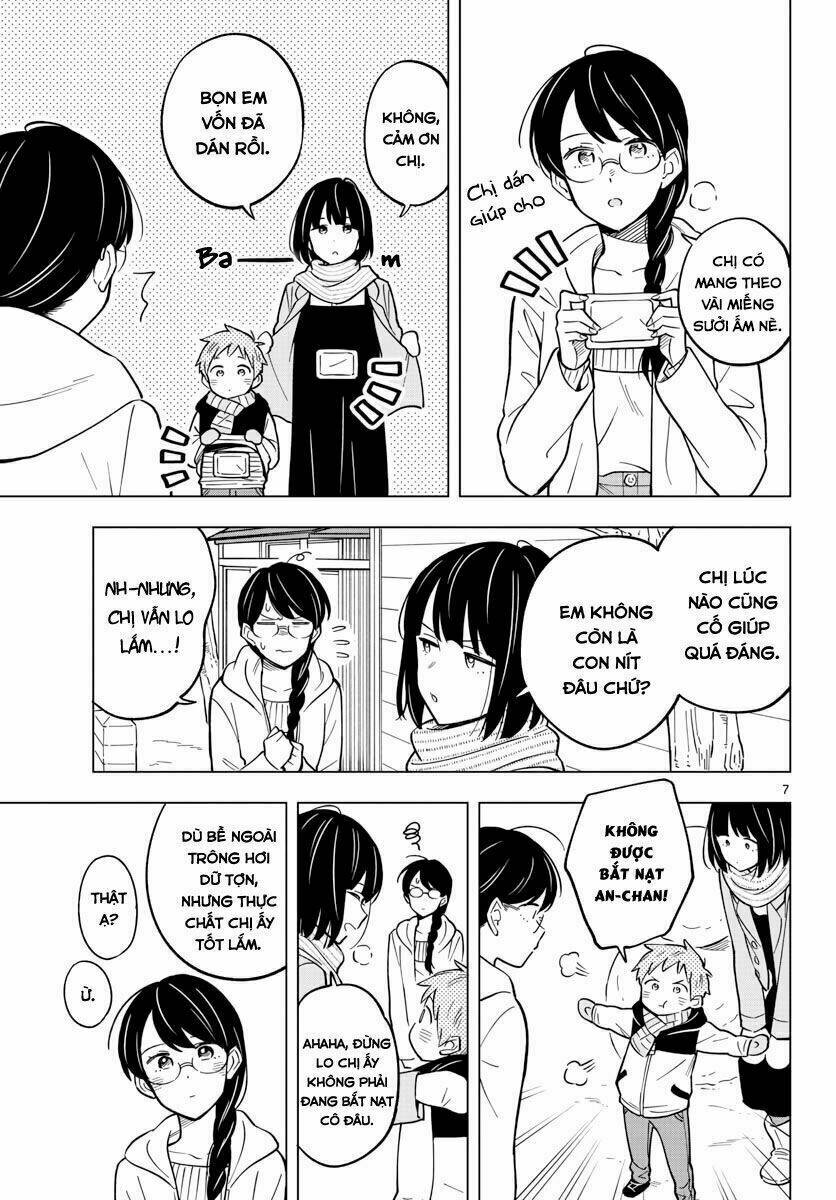 Chị dán
giúp cho
CHỊ CÓ
MANG THEO
VÀI MIẾNG
SƯỞI ẤM NÈ.
KHÔNG,
CẢM ƠN
CHỊ.
BỌN EM
VỐN ĐÃ
DÁN RỒI.
Ba m
CHỊ LÚC
NÀO CŨNG
CỐ GIÚP
QUÁ ĐÁNG.
EM KHÔNG
CÒN LÀ
CON NÍT
ĐÂU CHỨ?
NH-NHƯNG,
CHỊ VẪN LO
LẮM...!
7
KHÔNG
ĐƯỢC
BẮT NẠT
AN-CHAN!
AHAHA, ĐỪNG
LO CHỊ ẤY
KHÔNG PHẢI
ĐANG BẮT NẠT
CÔ ĐÂU.
DÙ BỀ NGOÀI
TRÔNG HƠI
DỮ TỢN,
NHƯNG THỰC
CHẤT CHỊ ẤY
TỐT LẮM.
THẬT
Ạ?
Ừ.